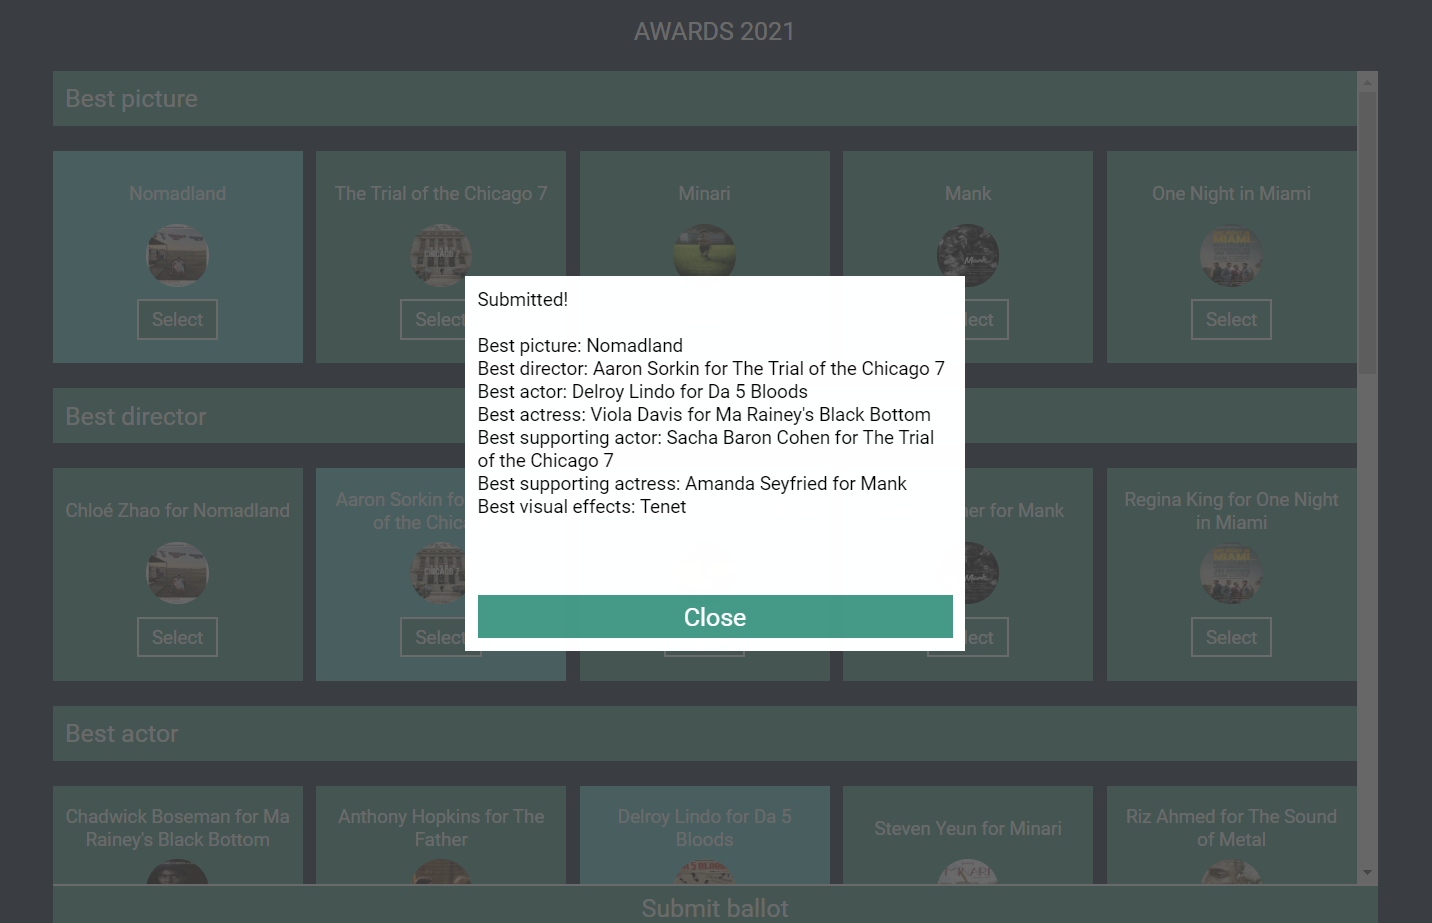 AWARDS 2021
Best picture
Nomadland
The Trial of the Chicago 7
Minari
Mank
One Night in Miami
Select
Select
Select
Submitted!
Best picture: Nomadland
Best director: Aaron Sorkin for The Trial of the Chicago 7
Best actor: Delroy Lindo for Da 5 Bloods
Best actress: Viola Davis for Ma Rainey's Black Bottom
Best supporting actor: Sacha Baron Cohen for The Trial
of the Chicago 7
Best supporting actress: Amanda Seyfried for Mank
Best visual effects: Tenet
Close
Best director
Chloé Zhao for Nomadland
Aaron Sorkin fo
of the Chica
er for Mank
Regina King for One Night
in Miami
Select
Select
Select
Best actor
Chadwick Boseman for Ma
Rainey's Black Bottom
Anthony Hopkins for The
Father
Delroy Lindo for Da 5
Bloods
Steven Yeun for Minari
Riz Ahmed for The Sound
of Metal
Submit ballot